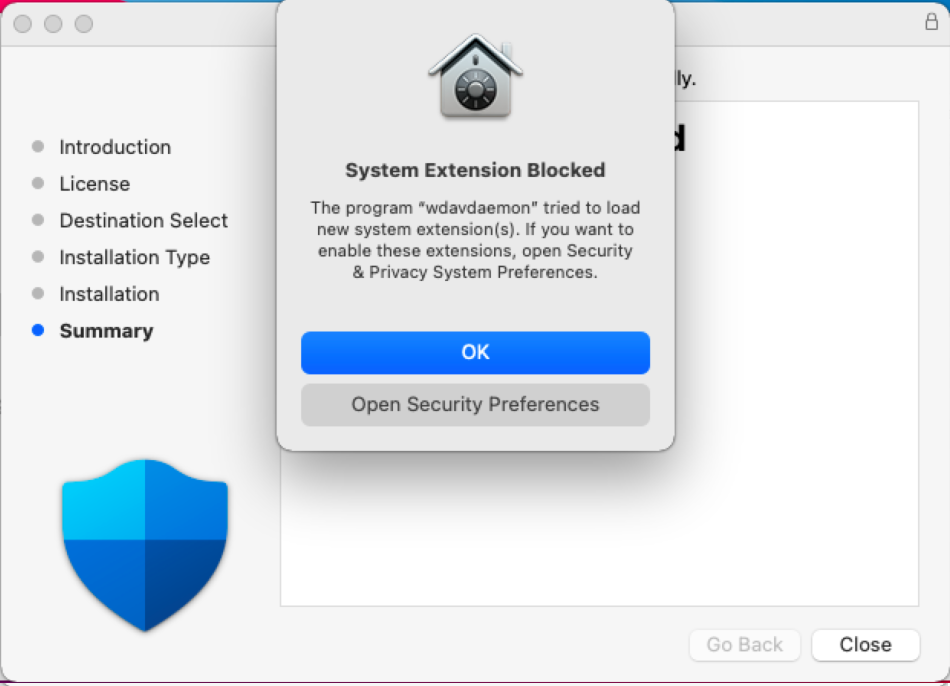 System Extension Blocked
The program “wdavdaemon” tried to load
new system extension(s). If you want to
enable these extensions, open Security
& Privacy System Preferences.
OK
Open Security Preferences
Introduction
License
Destination Select
Installation Type
Installation
Summary
Go Back
Close